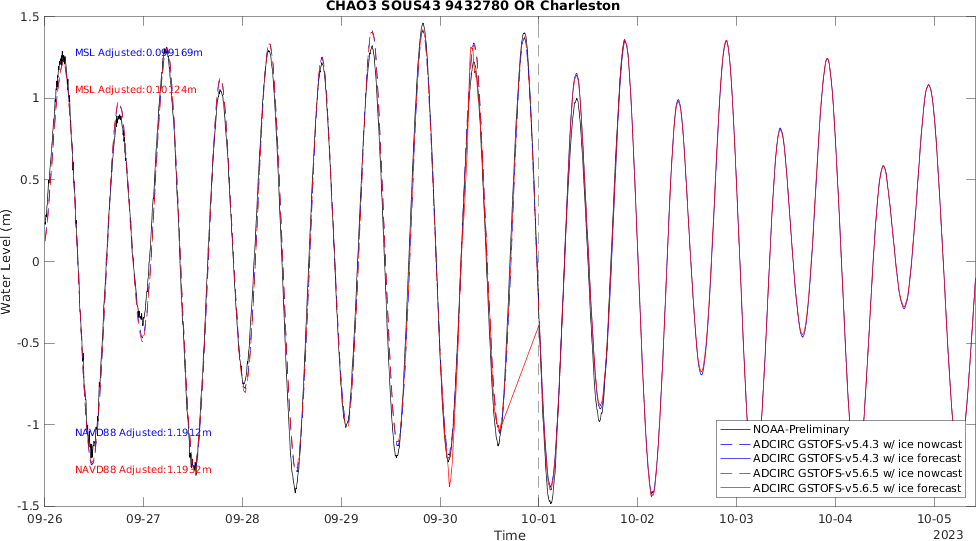 CHAO3 SOUS43 9432780 OR Charleston
1.5
1
0.5
0
-0.5
-1
-1.5
Water Level (m)
MSL Adjusted:0.099169m
MSL Adjusted:0.10124m
NAVD88 Adjusted:1.1912m
NAVD88 Adjusted:1.1932m
NOAA-Preliminary
ADCIRC GSTOFS-v5.4.3 w/ ice nowcast
ADCIRC GSTOFS-v5.4.3 w/ ice forecast
ADCIRC GSTOFS-v5.6.5 w/ ice nowcast
ADCIRC GSTOFS-v5.6.5 w/ ice forecast
09-26 09-27 09-28 09-29 09-30 10-01 10-02 10-03 10-04 10-05
Time
2023